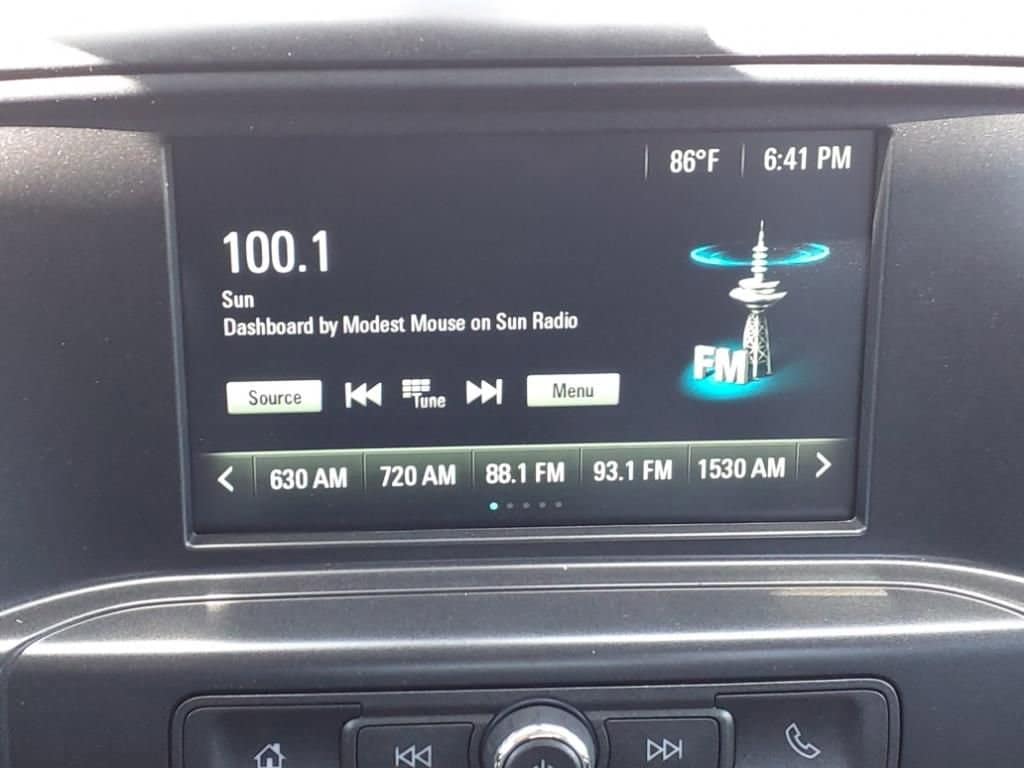 86°F 6:41 PM
100.1
Sun
Dashboard by Modest Mouse on Sun Radio
FM
Source Tune Menu
630 AM 720 AM 88.1 FM 93.1 FM 1530 AM